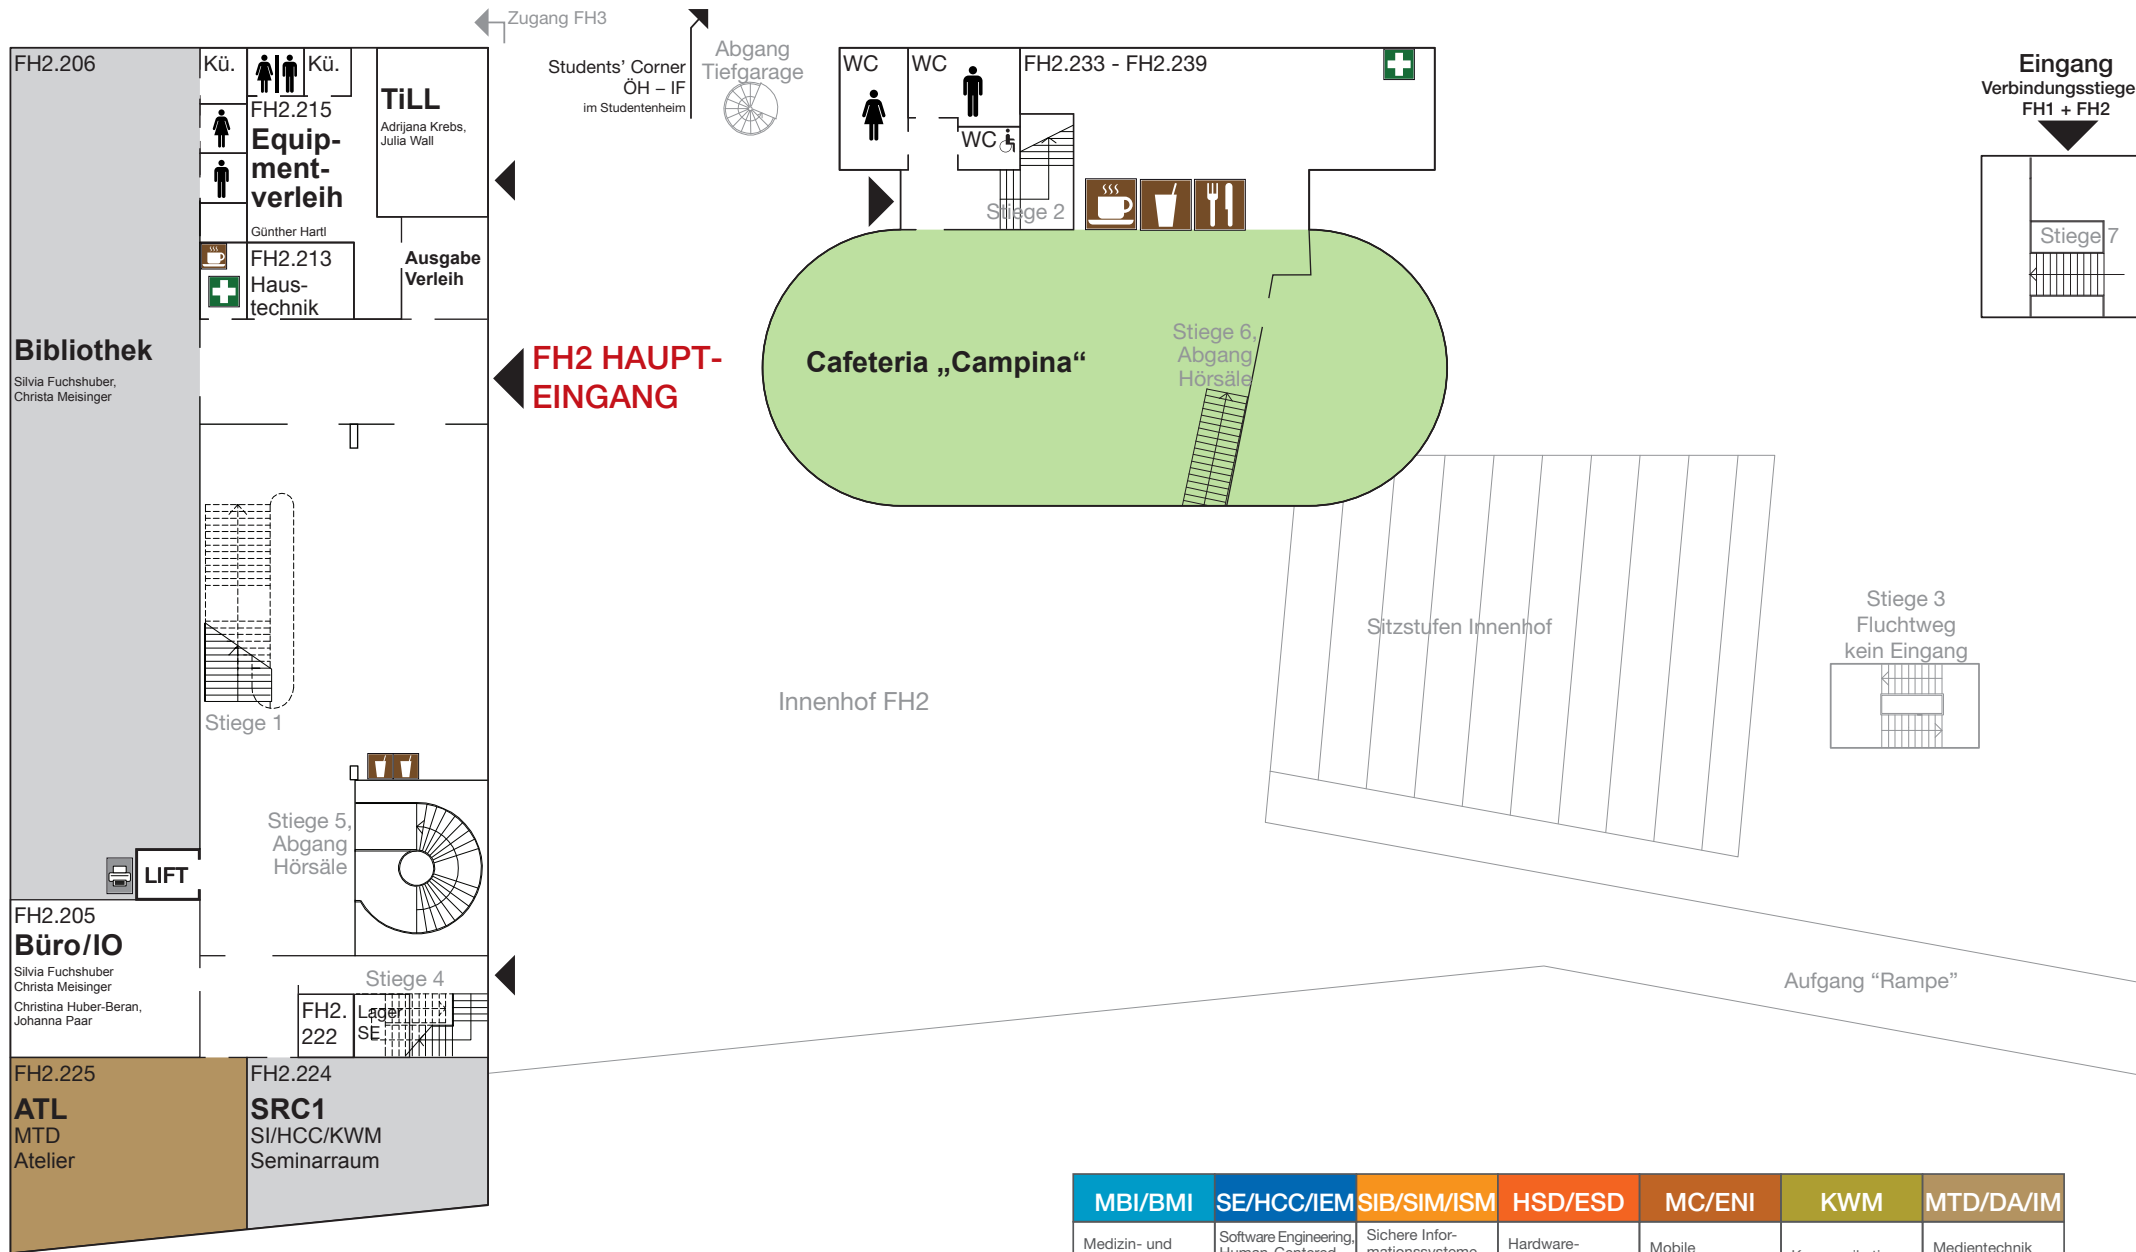 Zugang FH3
Students’ Corner
ÖH – IF
im Studentenheim
Abgang
Tiefgarage
FH2.206
Kü.
Kü.
FH2.215
Equip-
ment-
verleih
Günther Hartl
TiLL
Adrijana Krebs,
Julia Wall
FH2.213
Haus-
technik
Ausgabe
Verleih
Bibliothek
Silvia Fuchshuber,
Christa Meisinger
FH2 HAUPT-
EINGANG
WC
WC
WC
FH2.233 - FH2.239
Stiege 2
Cafeteria „Campina“
Stiege 6,
Abgang
Hörsäle
Eingang
Verbindungsstiege
FH1 + FH2
Stiege 7
Stiege 1
Innenhof FH2
Sitzstufen Innenhof
Stiege 3
Fluchtweg
kein Eingang
Stiege 5,
Abgang
Hörsäle
LIFT
FH2.205
Büro/IO
Silvia Fuchshuber
Christa Meisinger
Christina Huber-Beran,
Johanna Paar
Stiege 4
FH2.
222
Lager
SE
Aufgang “Rampe”
FH2.225
ATL
MTD
Atelier
FH2.224
SRC1
SI/HCC/KWM
Seminarraum
MBI/BMI
SE/HCC/IEM
SIB/SIM/ISM
HSD/ESD
MC/ENI
KWM
MTD/DA/IM
Medizin- und
Software Engineering,
Human-Centered
Sichere Infor-
mationssysteme
Hardware-
Mobile
Medientechnik